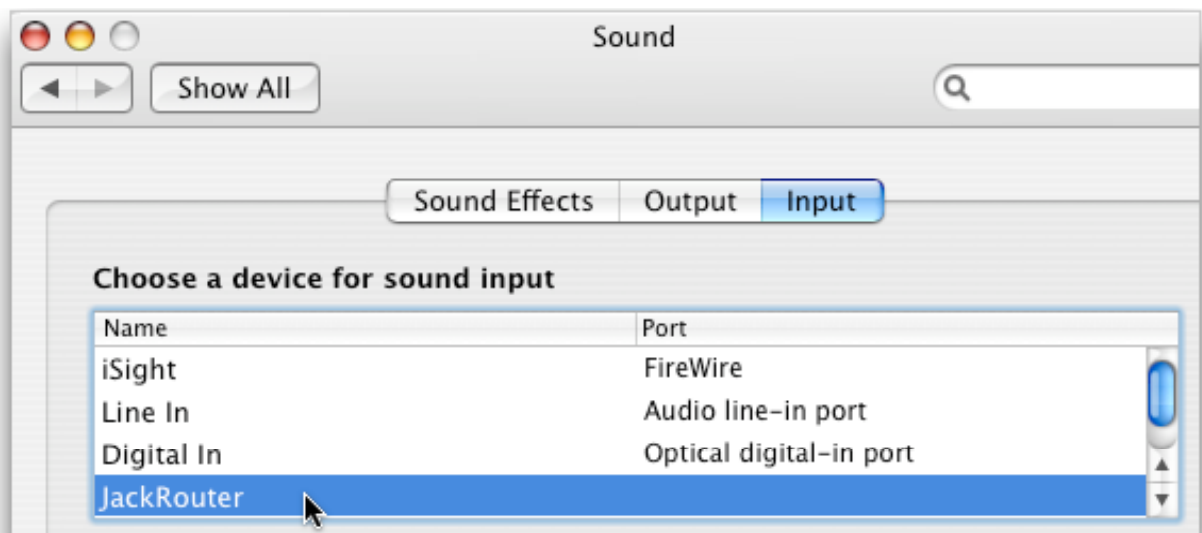 Sound
Show All
Sound Effects Output Input
Choose a device for sound input
Name Port
iSight FireWire
Line In Audio line-in port
Digital In Optical digital-in port
JackRouter